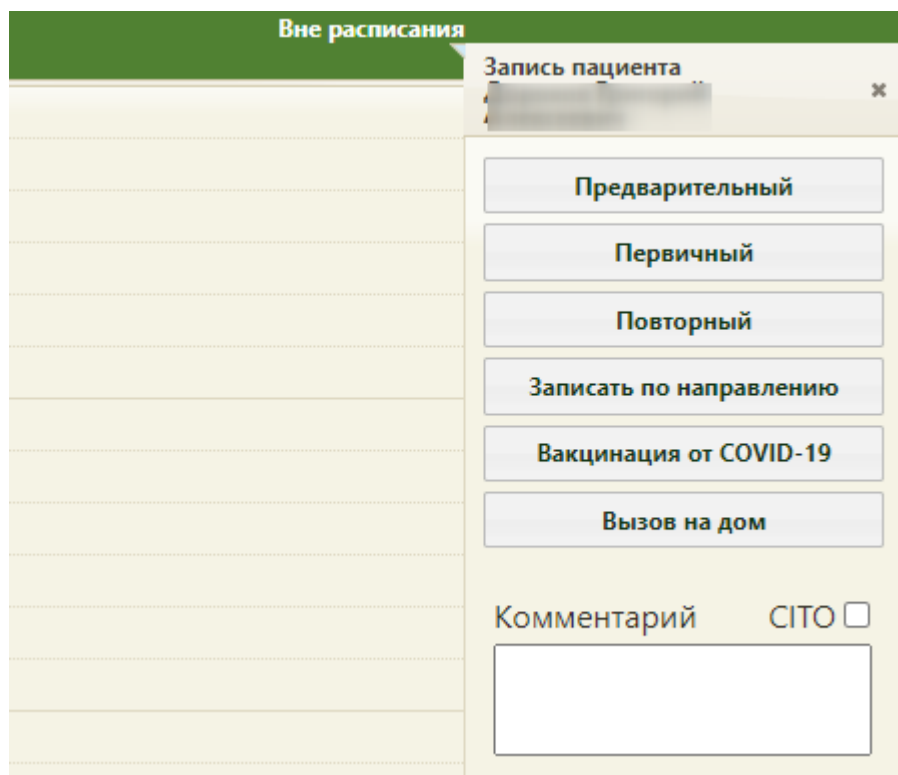 Вне расписания
Запись пациента
Предварительный
Первичный
Повторный
Записать по направлению
Вакцинация от COVID-19
Вызов на дом
Комментарий CITO